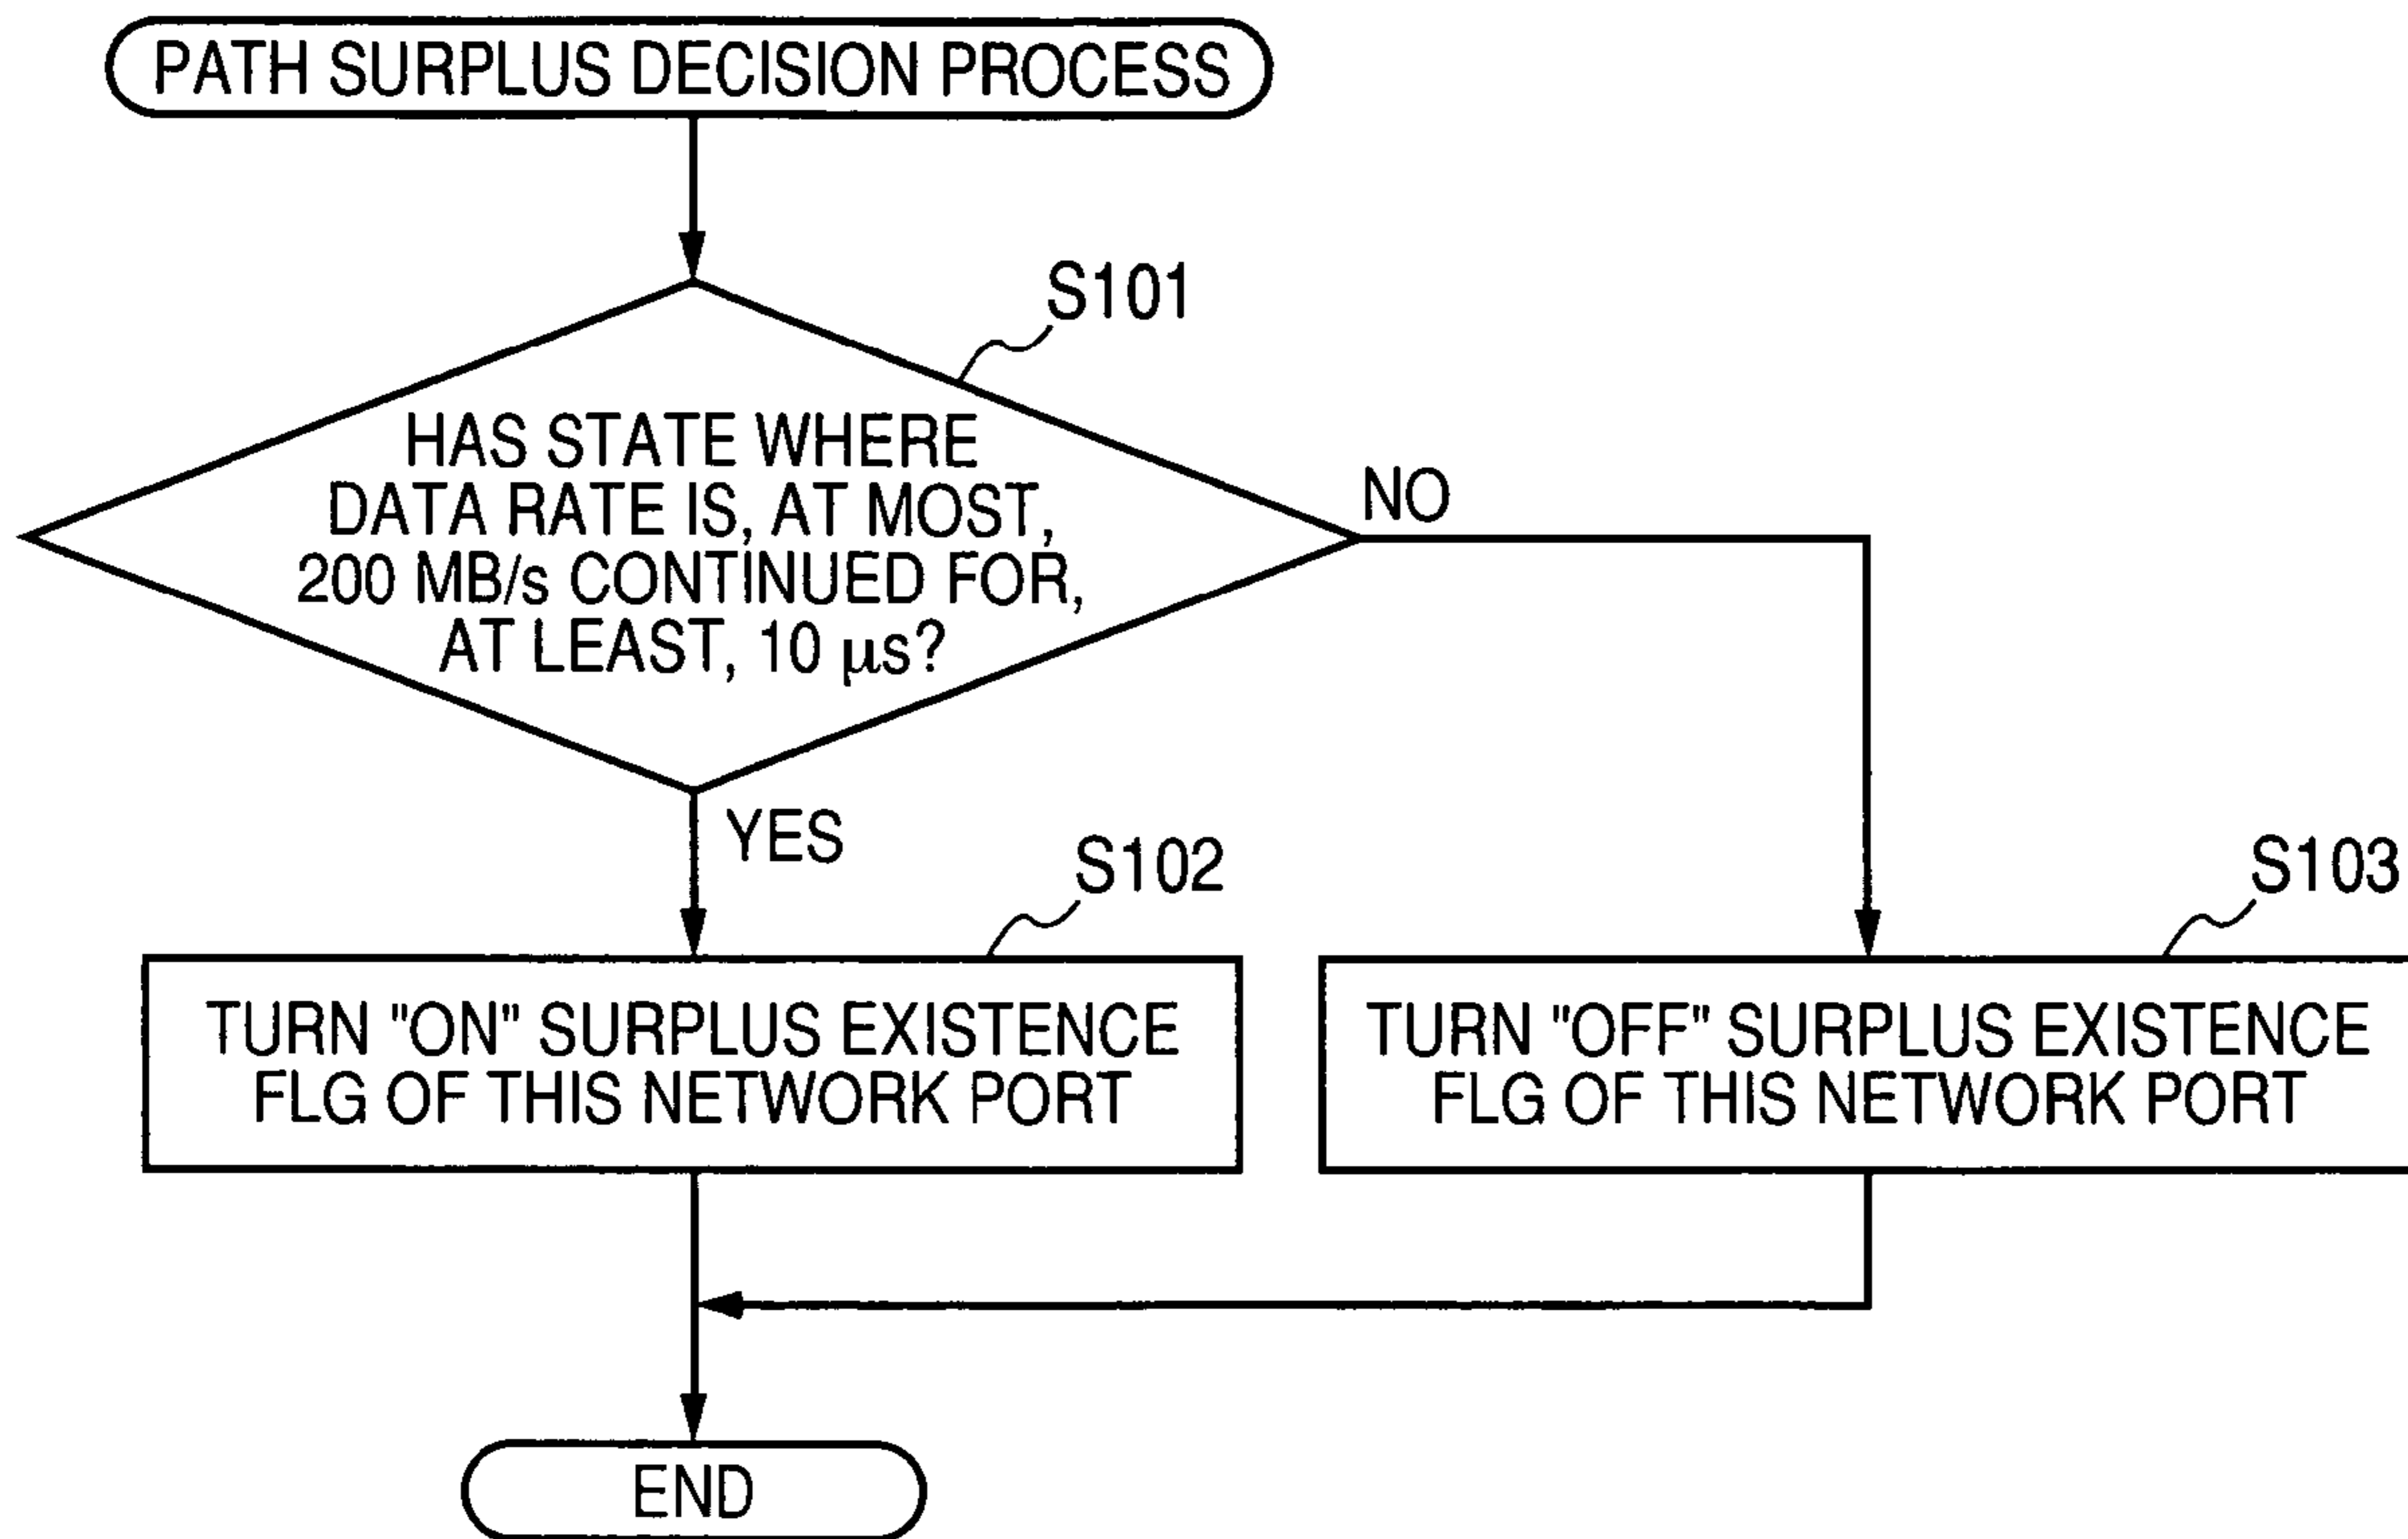 PATH SURPLUS DECISION PROCESS
S101
HAS STATE WHERE
DATA RATE IS, AT MOST,
200 MB/s CONTINUED FOR,
AT LEAST, 10 μs?
NO
YES
S102
S103
TURN "ON" SURPLUS EXISTENCE
FLG OF THIS NETWORK PORT
TURN "OFF" SURPLUS EXISTENCE
FLG OF THIS NETWORK PORT
END